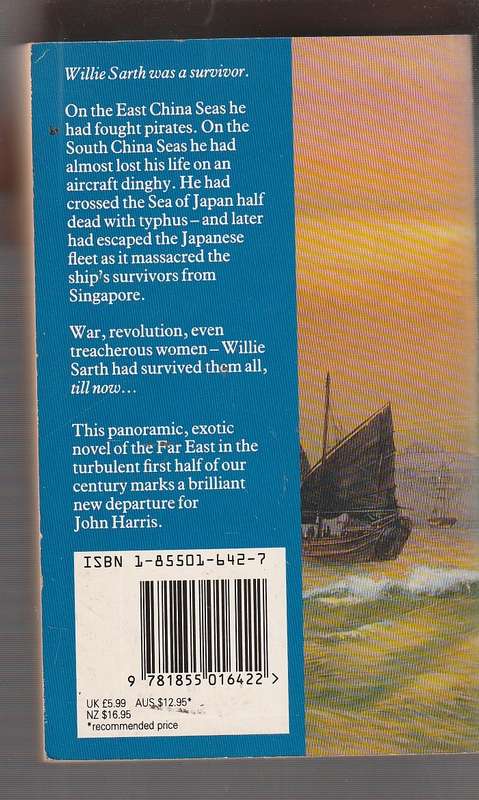 Willie Sarth was a survivor.
On the East China Seas he
had fought pirates. On the
South China Seas he had
almost lost his life on an
aircraft dinghy. He had
crossed the Sea of Japan half
dead with typhus – and later
had escaped the Japanese
fleet as it massacred the
ship's survivors from
Singapore.
War, revolution, even
treacherous women – Willie
Sarth had survived them all,
till now...
This panoramic, exotic
novel of the Far East in the
turbulent first half of our
century marks a brilliant
new departure for
John Harris.
ISBN 1-85501-642-7
9 781855 016422 >
UK £5.99 AUS $12.95*
NZ $16.95
*recommended price